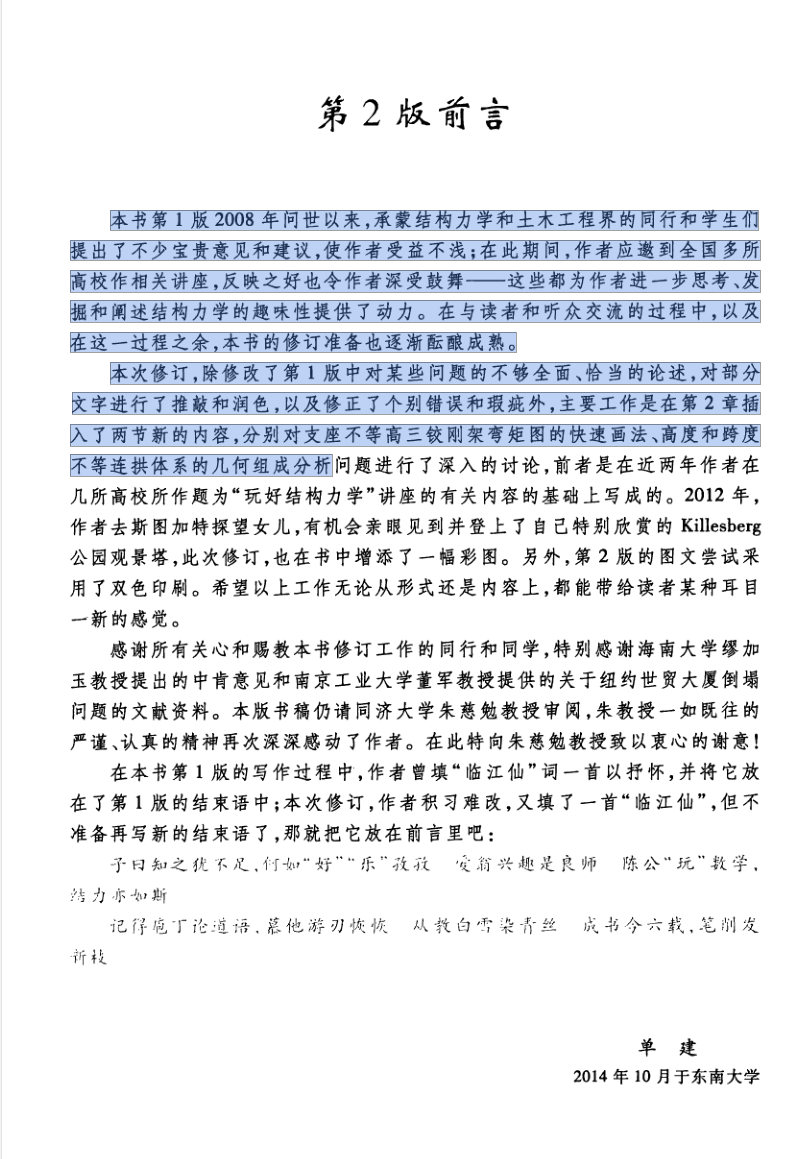 第2版前言
本书第1版2008年问世以来,承蒙结构力学和土木工程界的同行和学生们
提出了不少宝贵意见和建议,使作者受益不浅;在此期间,作者应邀到全国多所
高校作相关讲座,反映之好也令作者深受鼓舞——这些都为作者进一步思考、发
掘和阐述结构力学的趣味性提供了动力。在与读者和听众交流的过程中,以及
在这一过程之余,本书的修订准备也逐渐酝酿成熟。
本次修订,除修改了第1版中对某些问题的不够全面、恰当的论述,对部分
文字进行了推敲和润色,以及修正了个别错误和瑕疵外,主要工作是在第2章插
入了两节新的内容,分别对支座不等高三铰刚架弯矩图的快速画法、高度和跨度
不等连拱体系的几何组成分析问题进行了深入的讨论,前者是在近两年作者在
几所高校所作题为“玩好结构力学”讲座的有关内容的基础上写成的。2012年,
作者去斯图加特探望女儿,有机会亲眼见到并登上了自己特别欣赏的Killesberg
公园观景塔,此次修订,也在书中增添了一幅彩图。另外,第2版的图文尝试采
用了双色印刷。希望以上工作无论从形式还是内容上,都能带给读者某种耳目
一新的感觉。
感谢所有关心和赐教本书修订工作的同行和同学,特别感谢海南大学缪加
玉教授提出的中肯意见和南京工业大学董军教授提供的关于纽约世贸大厦倒塌
问题的文献资料。本版书稿仍请同济大学朱慈勉教授审阅,朱教授一如既往的
严谨、认真的精神再次深深感动了作者。在此特向朱慈勉教授致以衷心的谢意!
在本书第1版的写作过程中,作者曾填“临江仙”词一首以抒怀,并将它放
在了第1版的结束语中;本次修订,作者积习难改,又填了一首“临江仙”,但不
准备再写新的结束语了,那就把它放在前言里吧:
子曰知之犹不足,何如“好”“乐”孜孜 爱翁兴趣是良师 陈公“玩”数学,
结力亦如斯
记得庖丁论道语,慕他游刃恢恢 从教白雪染青丝 成书今六载,笔削发
新枝
单 建
2014年10月于东南大学